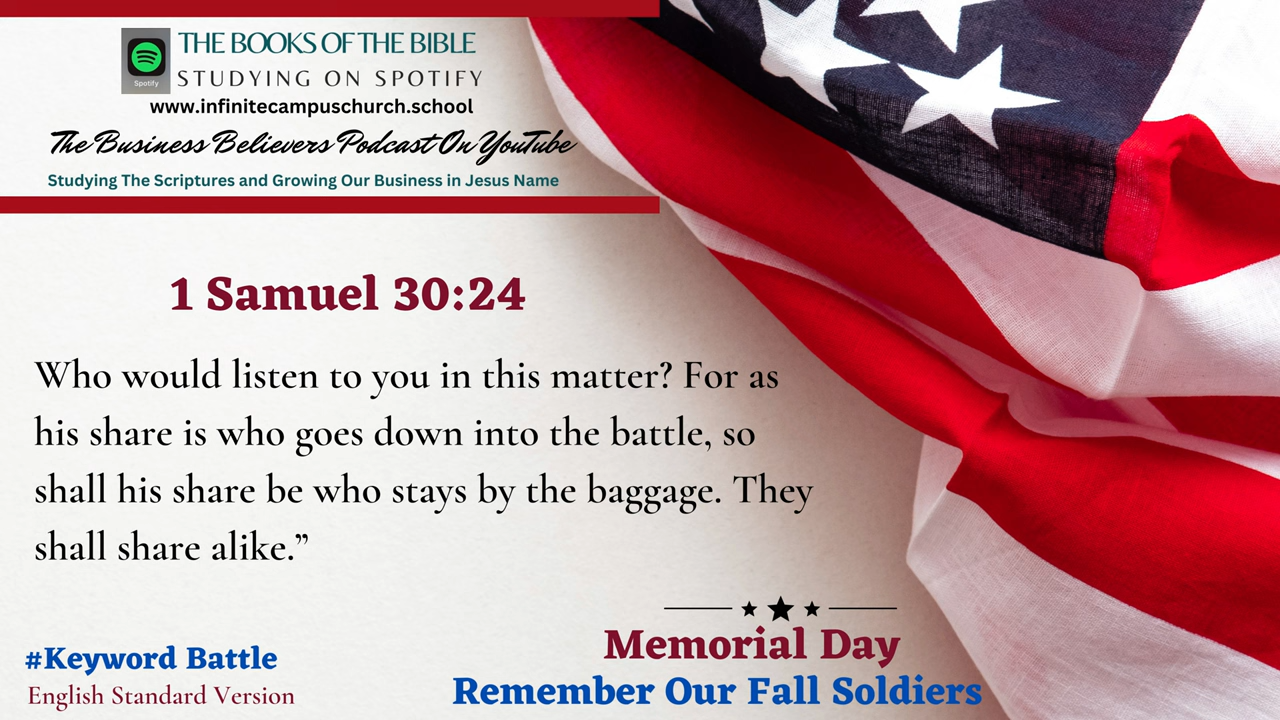 THE BOOKS OF THE BIBLE
Spotify
STUDYING ON SPOTIFY
www.infinitecampuschurch.school
The Business Believers Podcast On YouTube
Studying The Scriptures and Growing Our Business in Jesus Name
1 Samuel 30:24
Who would listen to you in this matter? For as
his share is who goes down into the battle, so
shall his share be who stays by the baggage. They
shall share alike.”
#Keyword Battle
English Standard Version
Memorial Day
Remember Our Fall Soldiers